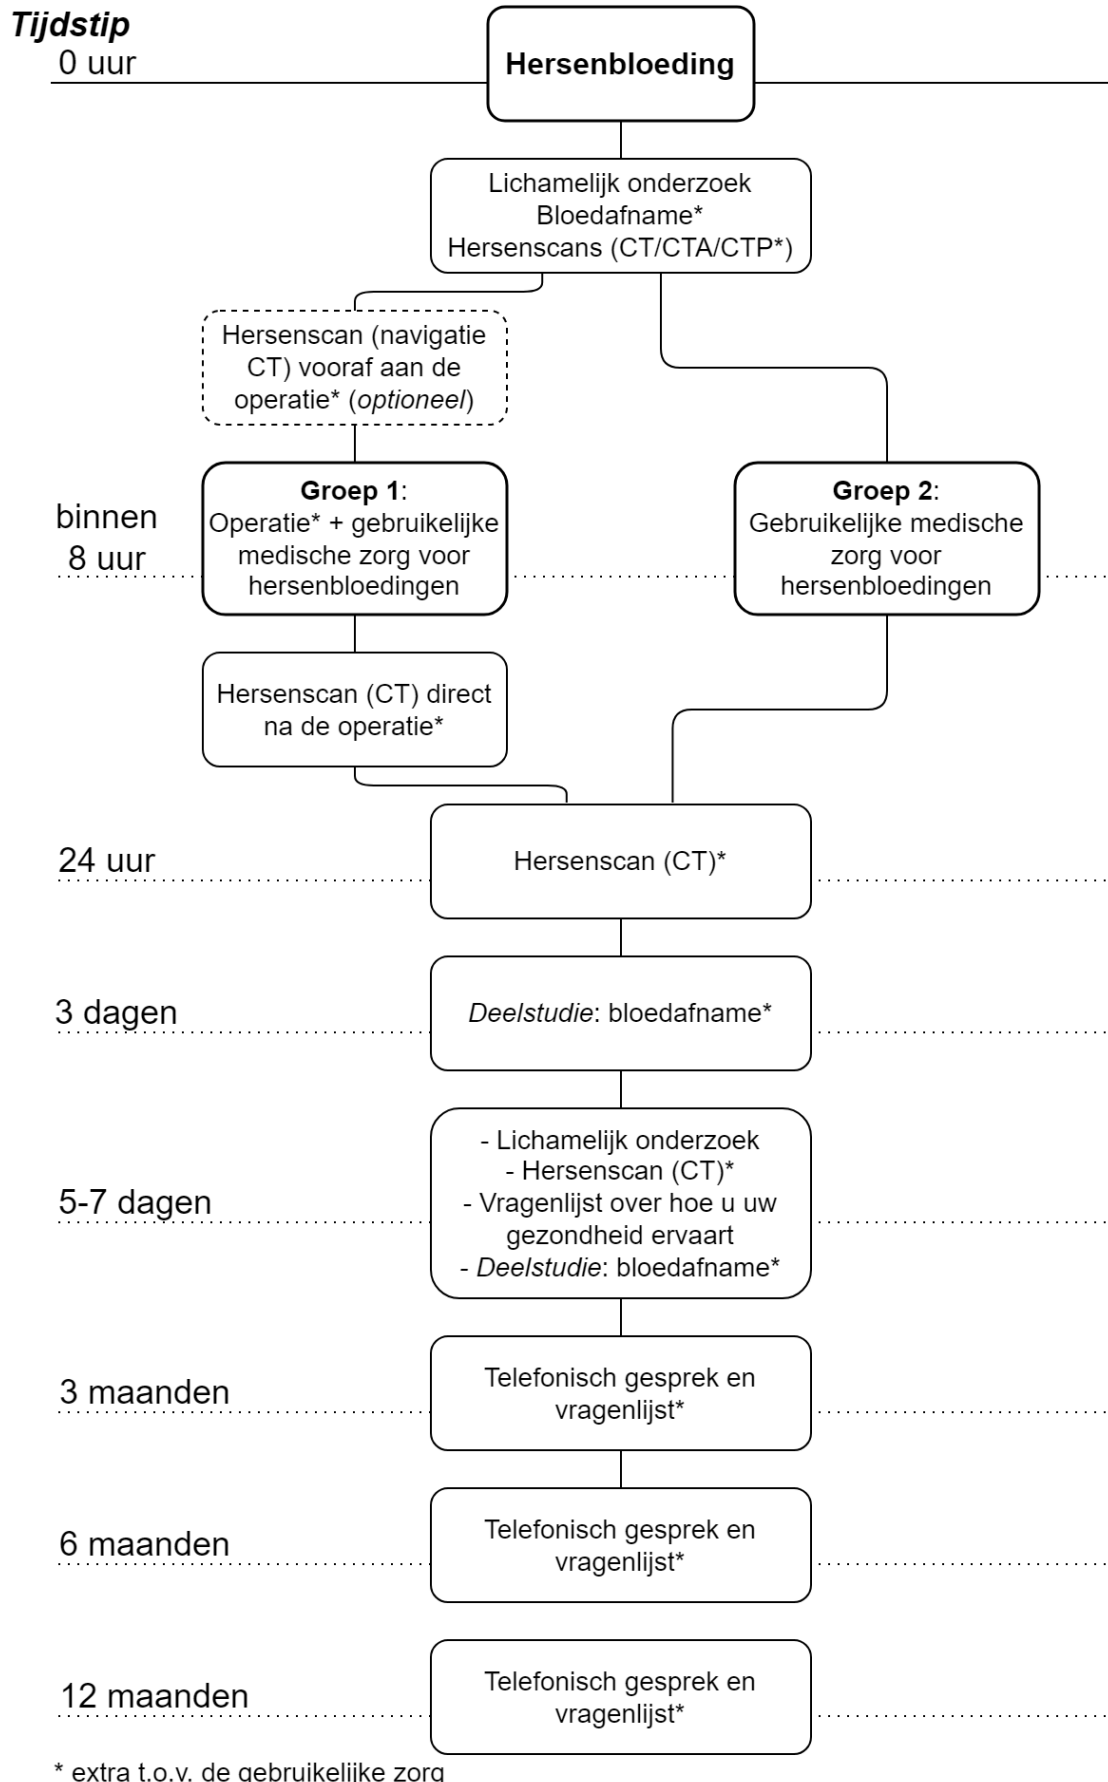 Tijdstip
0 uur
Hersenbloeding
Lichamelijk onderzoek
Bloedafname*
Hersenscans (CT/CTA/CTP*)
Hersenscan (navigatie
CT) vooraf aan de
operatie* (optioneel)
binnen
8 uur
Groep 1:
Operatie* + gebruikelijke
medische zorg voor
hersenbloedingen
Groep 2:
Gebruikelijke medische
zorg voor
hersenbloedingen
Hersenscan (CT) direct
na de operatie*
24 uur
Hersenscan (CT)*
3 dagen
Deelstudie: bloedafname*
5-7 dagen
- Lichamelijk onderzoek
- Hersenscan (CT)*
- Vragenlijst over hoe u uw
gezondheid ervaart
- Deelstudie: bloedafname*
3 maanden
Telefonisch gesprek en
vragenlijst*
6 maanden
Telefonisch gesprek en
vragenlijst*
12 maanden
Telefonisch gesprek en
vragenlijst*
* extra t.o.v. de gebruikelijke zorg